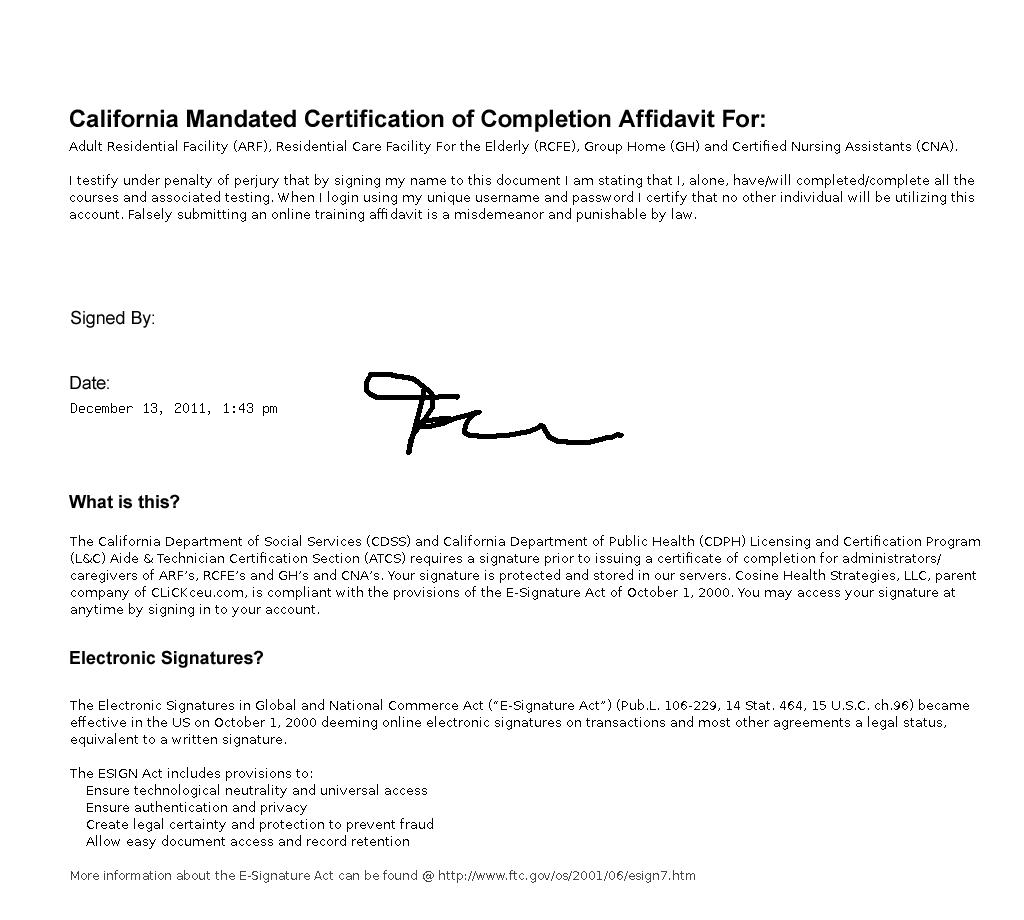 California Mandated Certification of Completion Affidavit For:
Adult Residential Facility (ARF), Residential Care Facility For the Elderly (RCFE), Group Home (GH) and Certified Nursing Assistants (CNA).
I testify under penalty of perjury that by signing my name to this document I am stating that I, alone, have/will completed/complete all the
courses and associated testing. When I login using my unique username and password I certify that no other individual will be utilizing this
account. Falsely submitting an online training affidavit is a misdemeanor and punishable by law.
Signed By:
Date:
December 13, 2011, 1:43 pm
What is this?
The California Department of Social Services (CDSS) and California Department of Public Health (CDPH) Licensing and Certification Program
(L&C) Aide & Technician Certification Section (ATCS) requires a signature prior to issuing a certificate of completion for administrators/
caregivers of ARF’s, RCFE’s and GH’s and CNA’s. Your signature is protected and stored in our servers. Cosine Health Strategies, LLC, parent
company of CLiCKceu.com, is compliant with the provisions of the E-Signature Act of October 1, 2000. You may access your signature at
anytime by signing in to your account.
Electronic Signatures?
The Electronic Signatures in Global and National Commerce Act (“E-Signature Act”) (Pub.L. 106-229, 14 Stat. 464, 15 U.S.C. ch.96) became
effective in the US on October 1, 2000 deeming online electronic signatures on transactions and most other agreements a legal status,
equivalent to a written signature.
The ESIGN Act includes provisions to:
Ensure technological neutrality and universal access
Ensure authentication and privacy
Create legal certainty and protection to prevent fraud
Allow easy document access and record retention
More information about the E-Signature Act can be found @ http://www.ftc.gov/os/2001/06/esign7.htm